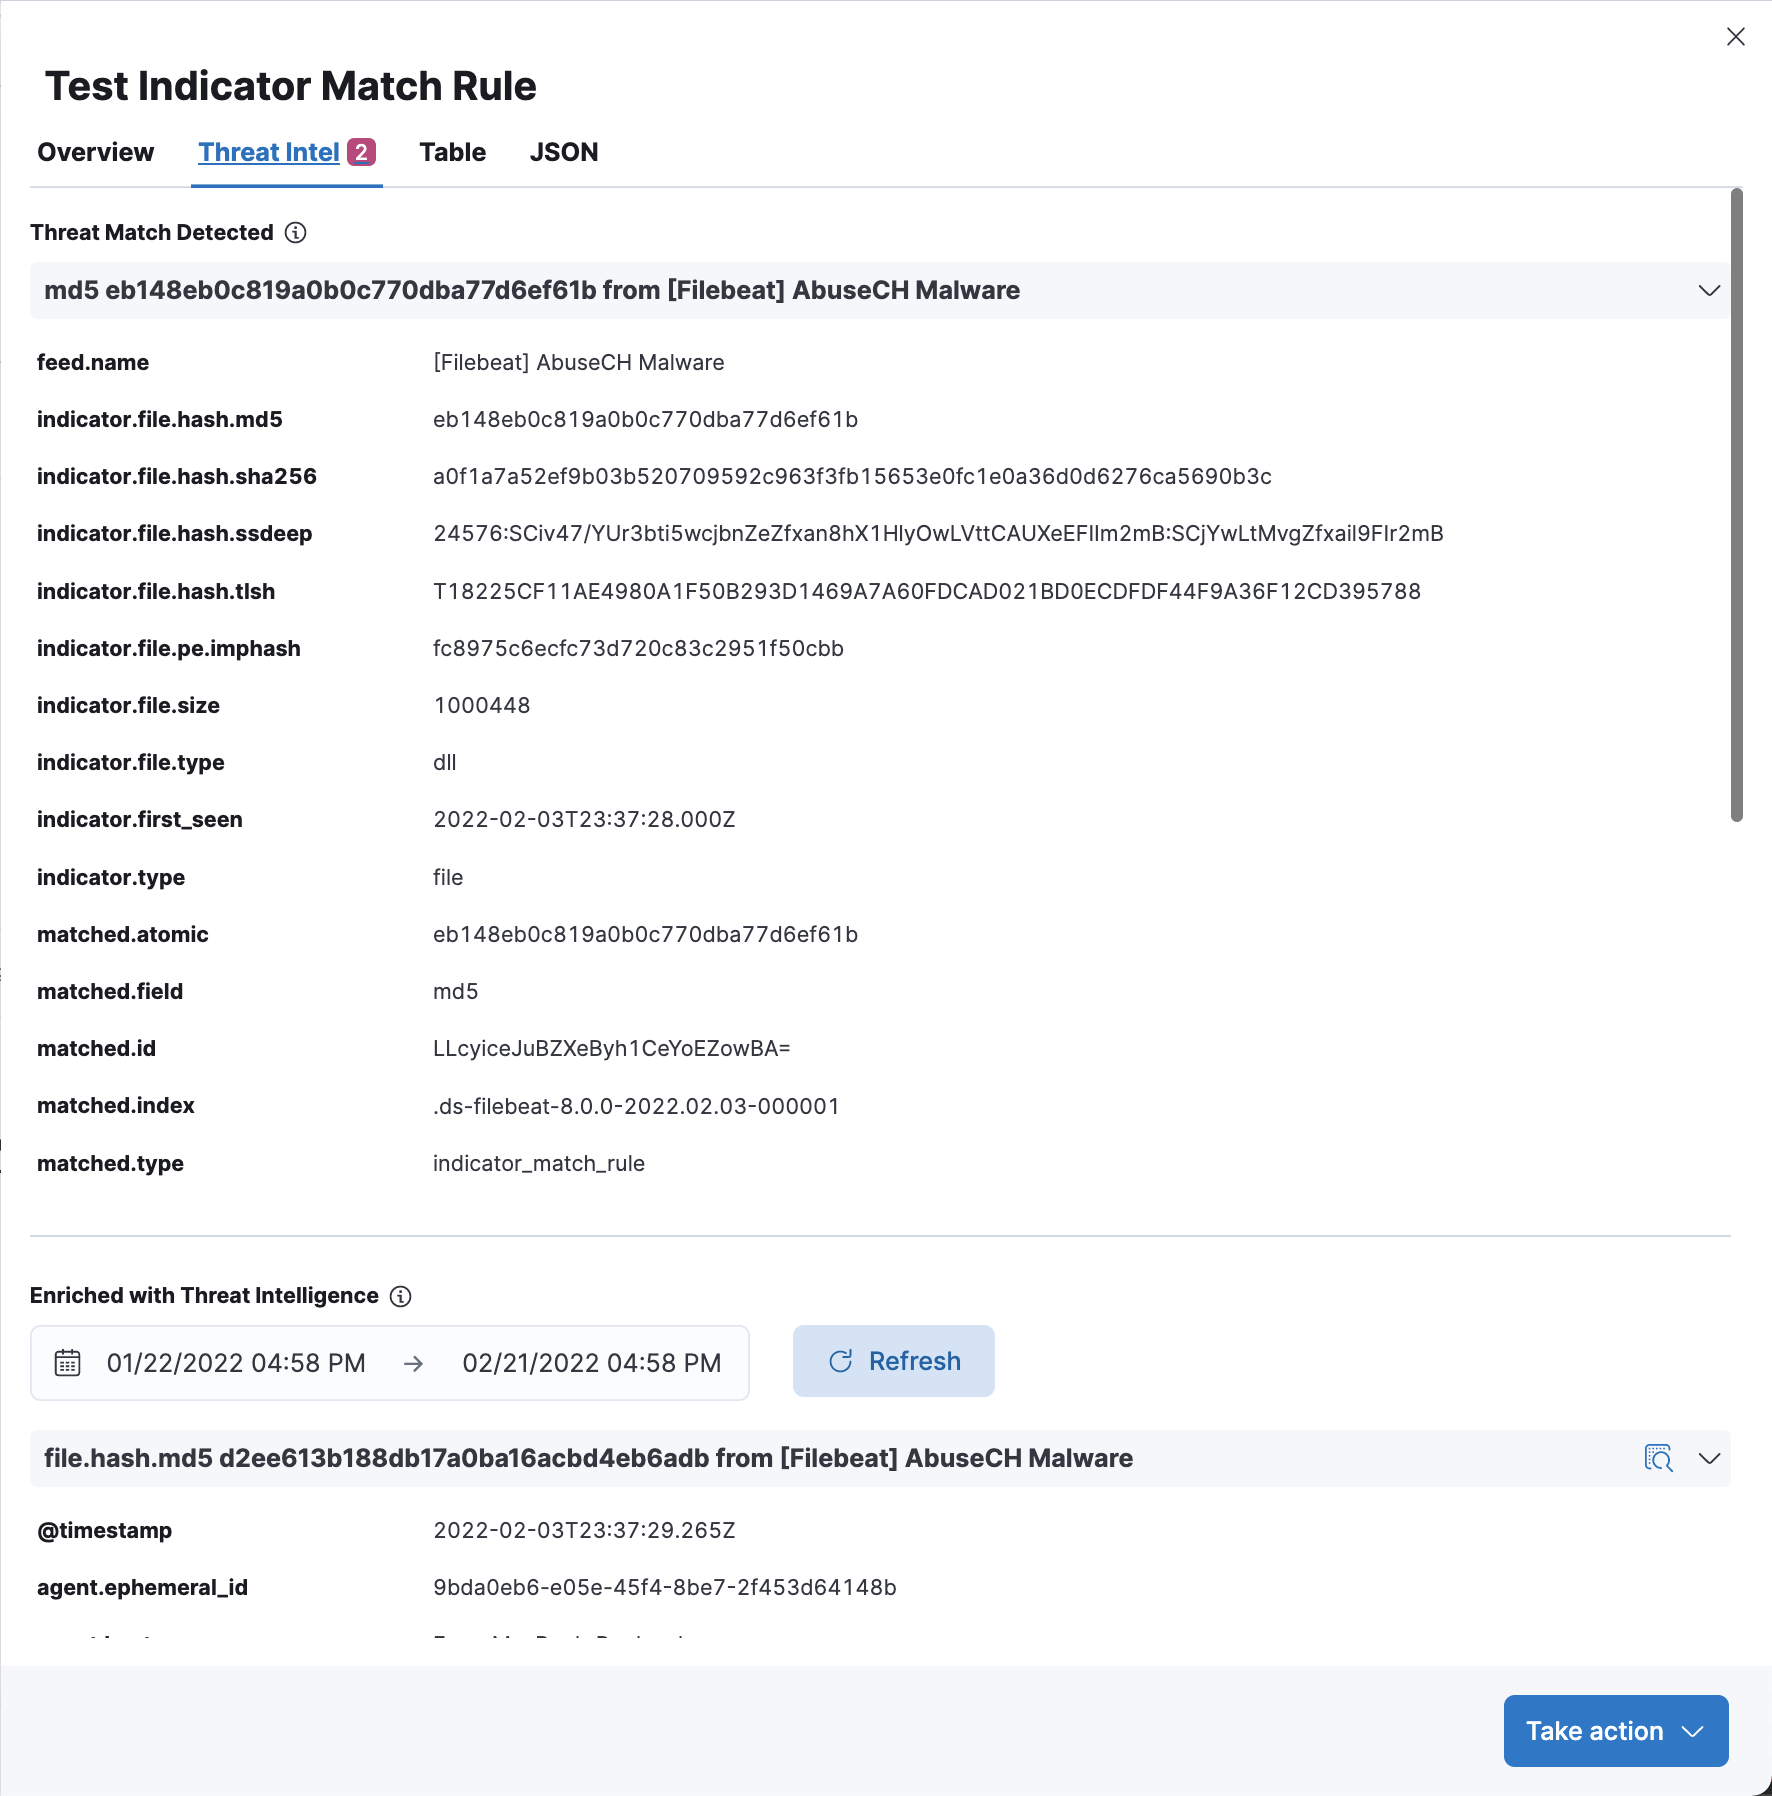 Test Indicator Match Rule
Overview Threat Intel 2 Table JSON
Threat Match Detected
md5 eb148eb0c819a0b0c770dba77d6ef61b from [Filebeat] AbuseCH Malware
feed.name [Filebeat] AbuseCH Malware
indicator.file.hash.md5 eb148eb0c819a0b0c770dba77d6ef61b
indicator.file.hash.sha256 a0f1a7a52ef9b03b520709592c963f3fb15653e0fc1e0a36d0d6276ca5690b3c
indicator.file.hash.ssdeep 24576:SCiv47/YUr3bti5wcjbnZeZfxan8hX1HlyOwLVttCAUXeEFIIm2mB:SCjYwLtMvgZfxail9FIr2mB
indicator.file.hash.tlsh T18225CF11AE4980A1F50B293D1469A7A60FDCAD021BD0ECDFDF44F9A36F12CD395788
indicator.file.pe.imphash fc8975c6ecfc73d720c83c2951f50cbb
indicator.file.size 1000448
indicator.file.type dll
indicator.first_seen 2022-02-03T23:37:28.000Z
indicator.type file
matched.atomic eb148eb0c819a0b0c770dba77d6ef61b
matched.field md5
matched.id LLcyiceJuBZXeByh1CeYoEZowBA=
matched.index .ds-filebeat-8.0.0-2022.02.03-000001
matched.type indicator_match_rule
Enriched with Threat Intelligence
01/22/2022 04:58 PM → 02/21/2022 04:58 PM Refresh
file.hash.md5 d2ee613b188db17a0ba16acbd4eb6adb from [Filebeat] AbuseCH Malware
@timestamp 2022-02-03T23:37:29.265Z
agent.ephemeral_id 9bda0eb6-e05e-45f4-8be7-2f453d64148b
Take action